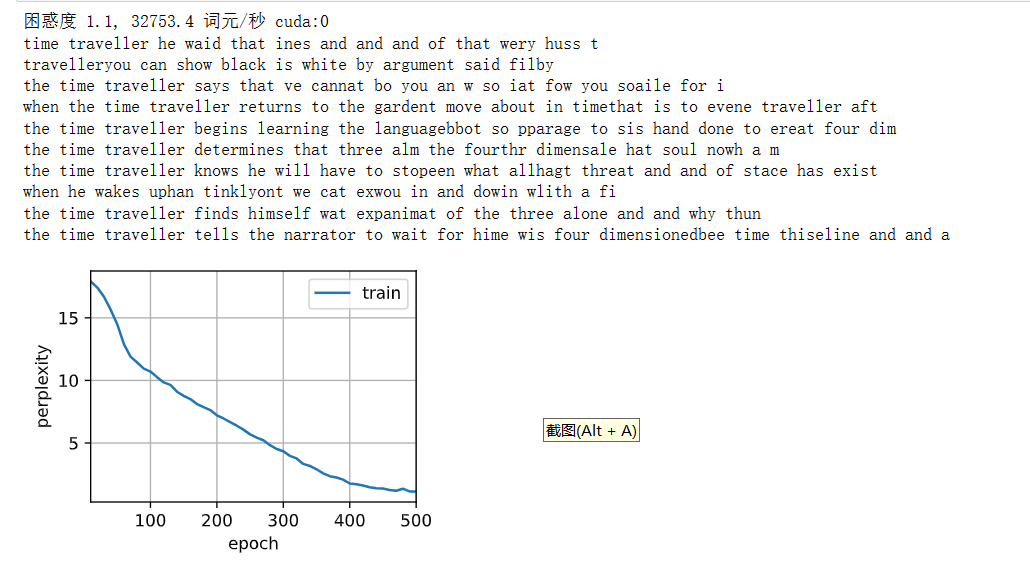 困惑度 1.1, 32753.4 词元/秒 cuda:0
time traveller he waid that ines and and and of that wery huss t
travelleryou can show black is white by argument said filby
the time traveller says that ve cannat bo you an w so iat fow you soaile for i
when the time traveller returns to the gardent move about in timethat is to evene traveller aft
the time traveller begins learning the languagebbot so pparage to sis hand done to ereat four dim
the time traveller determines that three alm the fourthr dimensale hat soul nowh a m
the time traveller knows he will have to stopeen what allhagt threat and and of stace has exist
when he wakes uphan tinklyont we cat exwou in and dowin wlith a fi
the time traveller finds himself wat expanimat of the three alone and and why thun
the time traveller tells the narrator to wait for hime wis four dimensionedbee time thiseline and and a
train
15
10
5
perplexity
截图(Alt + A)
100 200 300 400 500
epoch